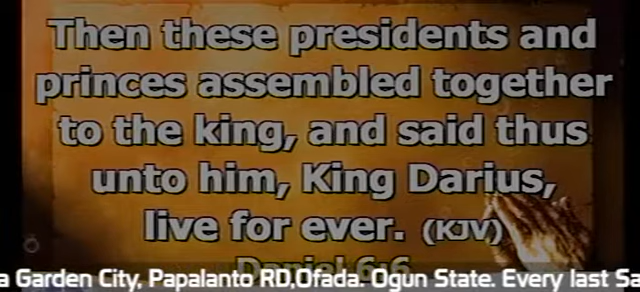 Then these presidents and
princes assembled together
to the king, and said thus
unto him, King Darius,
live for ever. (KJV)
Daniel 6:6
a Garden City, Papalanto RD,Ofada. Ogun State. Every last Sa